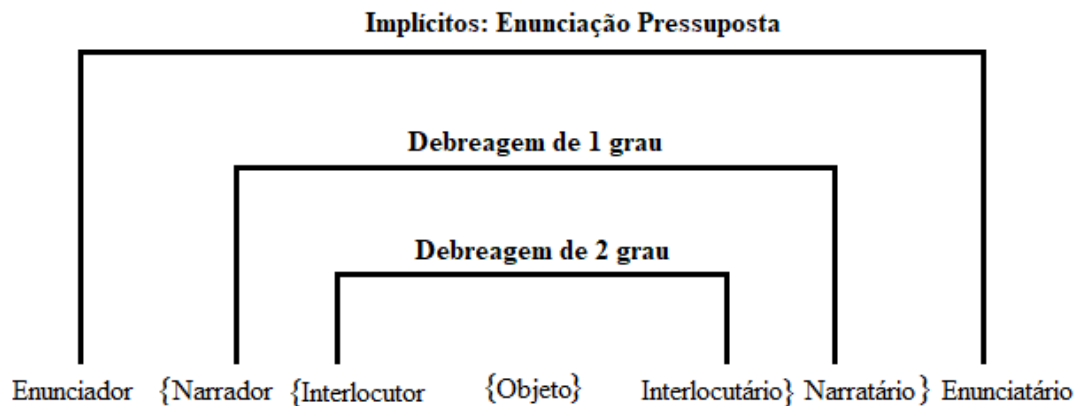 Implícitos: Enunciação Pressuposta
Debreagem de 1 grau
Debreagem de 2 grau
Enunciador {Narrador {Interlocutor {Objeto} Interlocutário} Narratário} Enunciatário